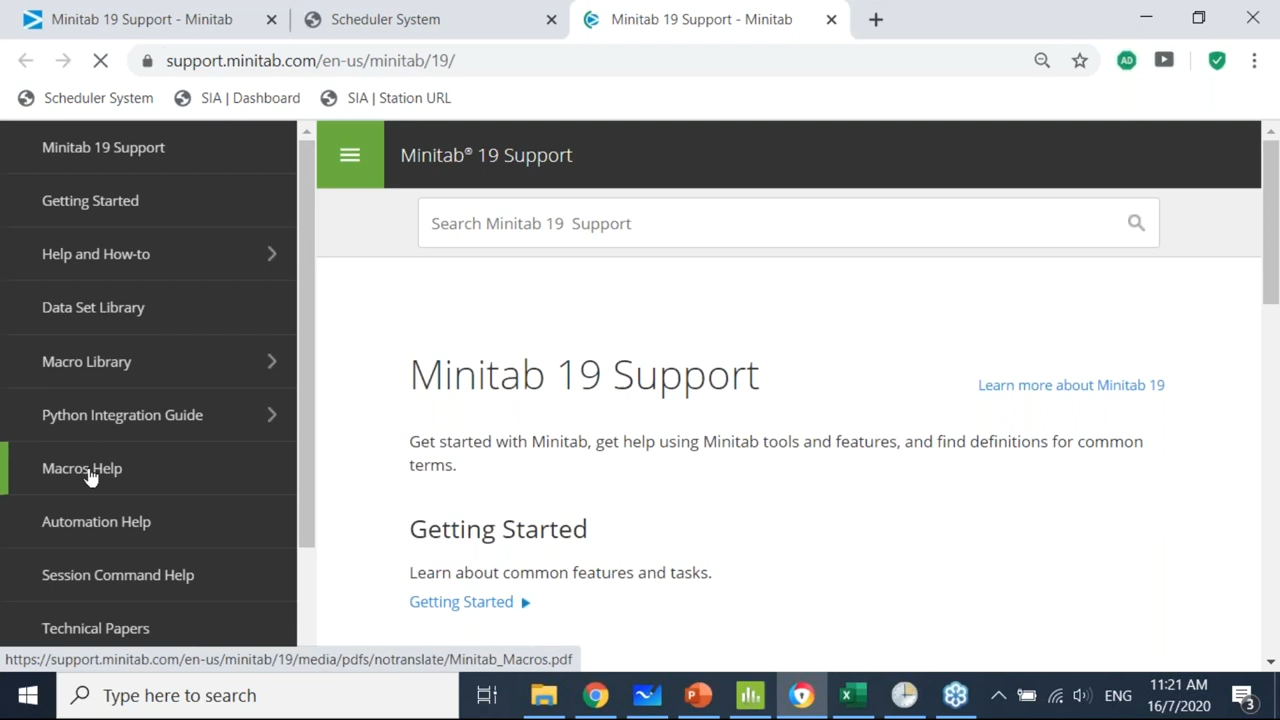 Minitab 19 Support - Minitab
Scheduler System
Minitab 19 Support - Minitab
support.minitab.com/en-us/minitab/19/
AD
Scheduler System
SIA | Dashboard
SIA | Station URL
Minitab 19 Support
Getting Started
Help and How-to
Data Set Library
Macro Library
Python Integration Guide
Macros Help
Automation Help
Session Command Help
Technical Papers
Minitab® 19 Support
Search Minitab 19 Support
Minitab 19 Support
Learn more about Minitab 19
Get started with Minitab, get help using Minitab tools and features, and find definitions for common
terms.
Getting Started
Learn about common features and tasks.
Getting Started
https://support.minitab.com/en-us/minitab/19/media/pdfs/notranslate/Minitab_Macros.pdf
Type here to search
ENG
11:21 AM
16/7/2020
3